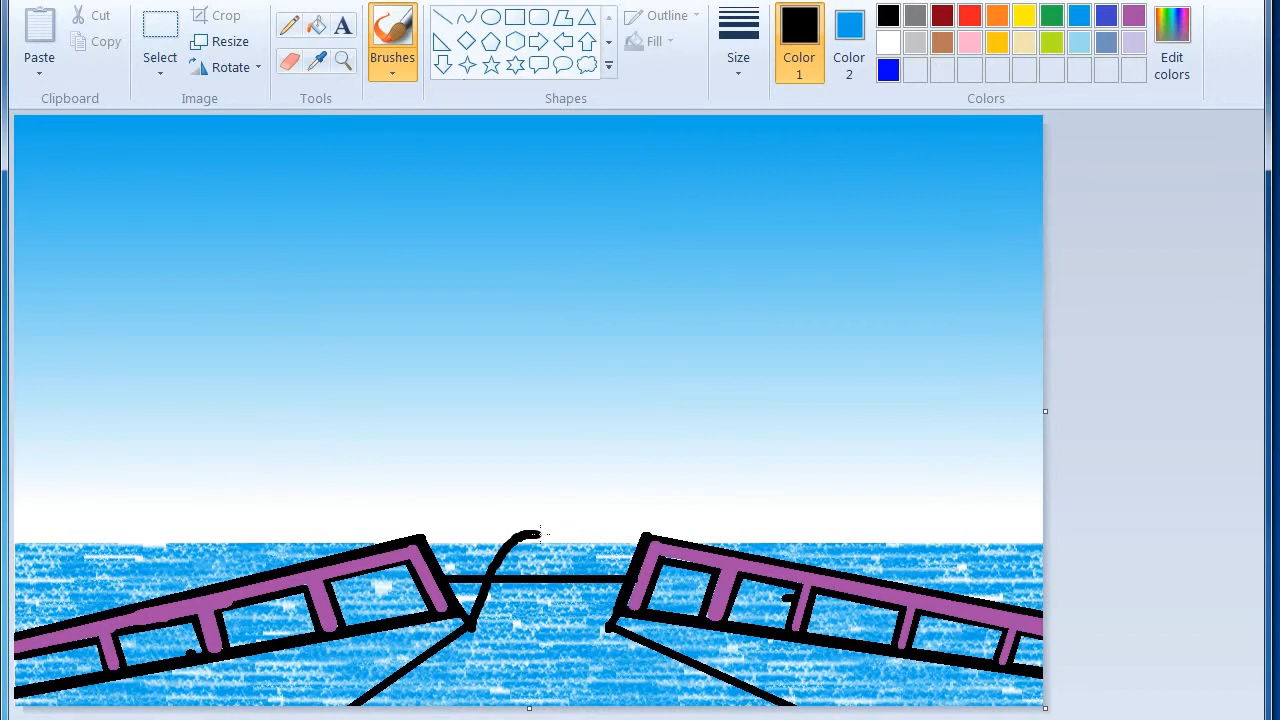 Cut
Copy
Paste
Clipboard
Crop
Resize
Rotate
Select
Image
A
Tools
Brushes
Outline
Fill
Shapes
Size
Color
1
Color
2
Edit
colors
Colors